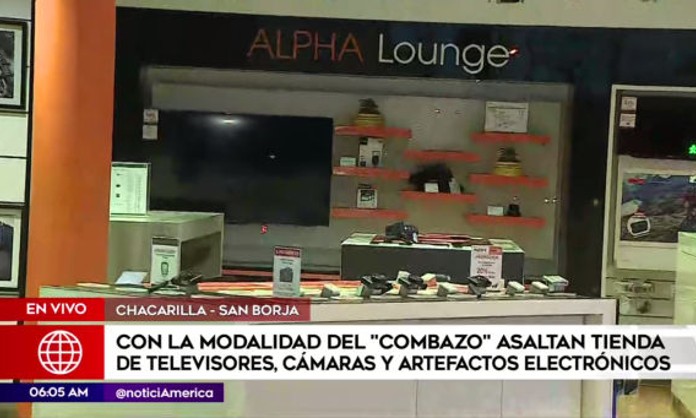 ALPHA Lounge
EN VIVO
CHACARILLA - SAN BORJA
CON LA MODALIDAD DEL "COMBAZO" ASALTAN TIENDA
DE TELEVISORES, CÁMARAS Y ARTEFACTOS ELECTRÓNICOS
06:05 AM
@noticiAmerica